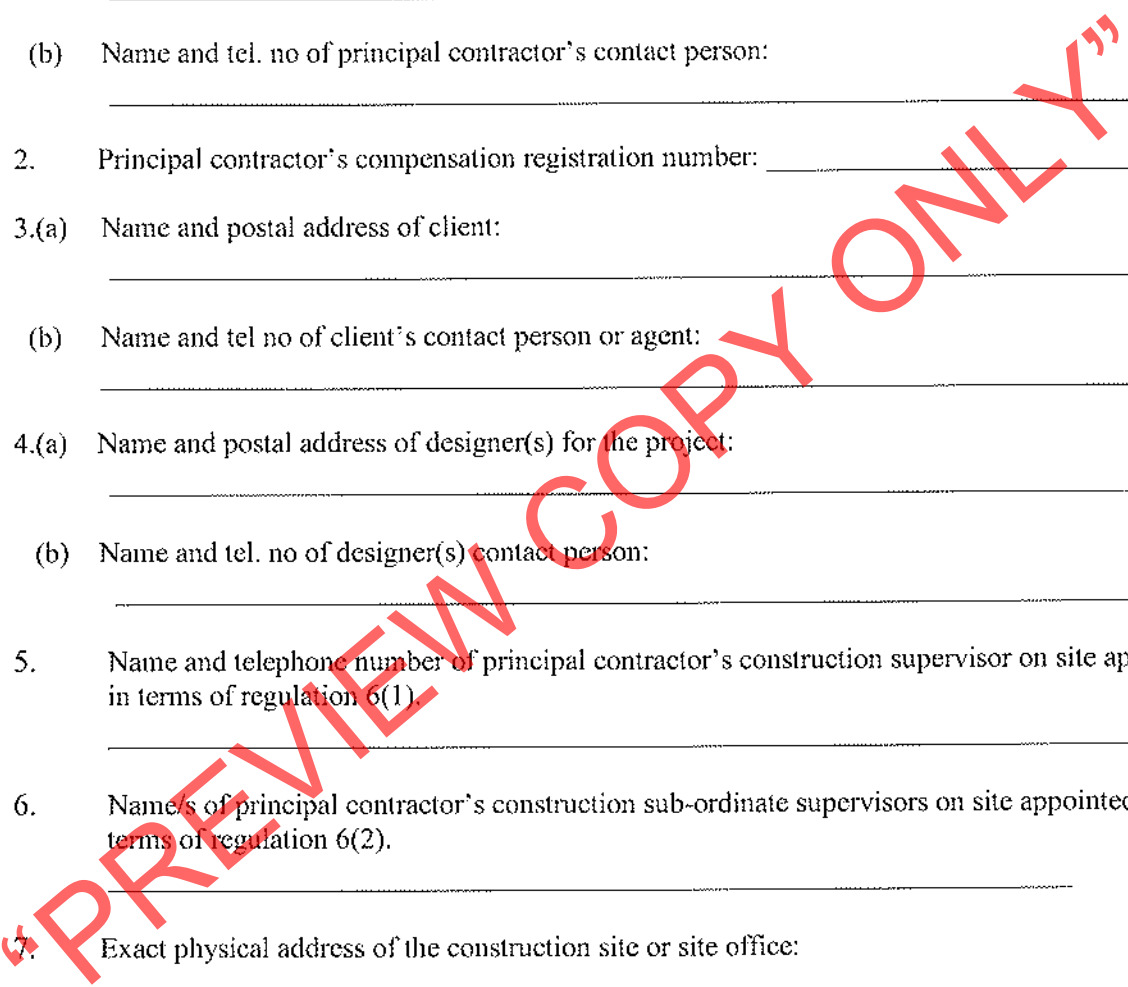 (b) Name and tel. no of principal contractor's contact person:
2. Principal contractor's compensation registration number:
3.(a) Name and postal address of client:
(b) Name and tel no of client's contact person or agent:
4.(a) Name and postal address of designer(s) for the project:
(b) Name and tel. no of designer(s) contact person:
5. Name and telephone number of principal contractor's construction supervisor on site ap
in terms of regulation 6(1).
6. Name/s of principal contractor's construction sub-ordinate supervisors on site appointed
terms of regulation 6(2).
7. Exact physical address of the construction site or site office:
"PREVIEW COPY ONLY"